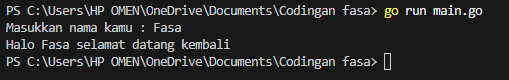 PS C:\Users\HP OMEN\OneDrive\Documents\Codingan fasa> go run main.go
Masukkan nama kamu : Fasa
Halo Fasa selamat datang kembali
PS C:\Users\HP OMEN\OneDrive\Documents\Codingan fasa>